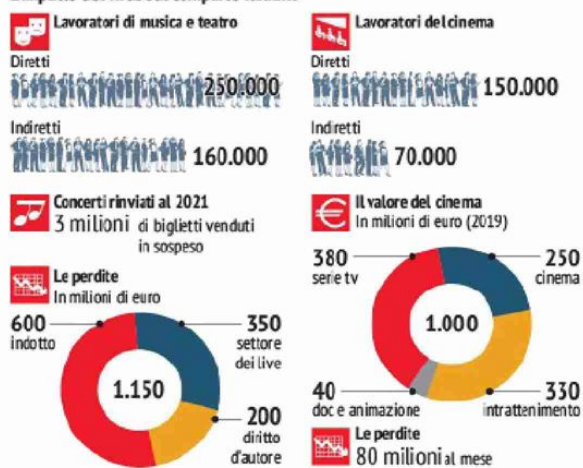 Lavoratori di musica e teatro
Diretti
250.000
Indiretti
160.000
Concerti rinviati al 2021
3 milioni di biglietti venduti
in sospeso
Le perdite
In milioni di euro
600
indotto
350
settore
dei live
1.150
200
diritto
d'autore
Lavoratori del cinema
Diretti
150.000
Indiretti
70.000
Il valore del cinema
In milioni di euro (2019)
380
serie tv
250
cinema
1.000
40
doc e animazione
330
intrattenimento
Le perdite
80 milioni al mese